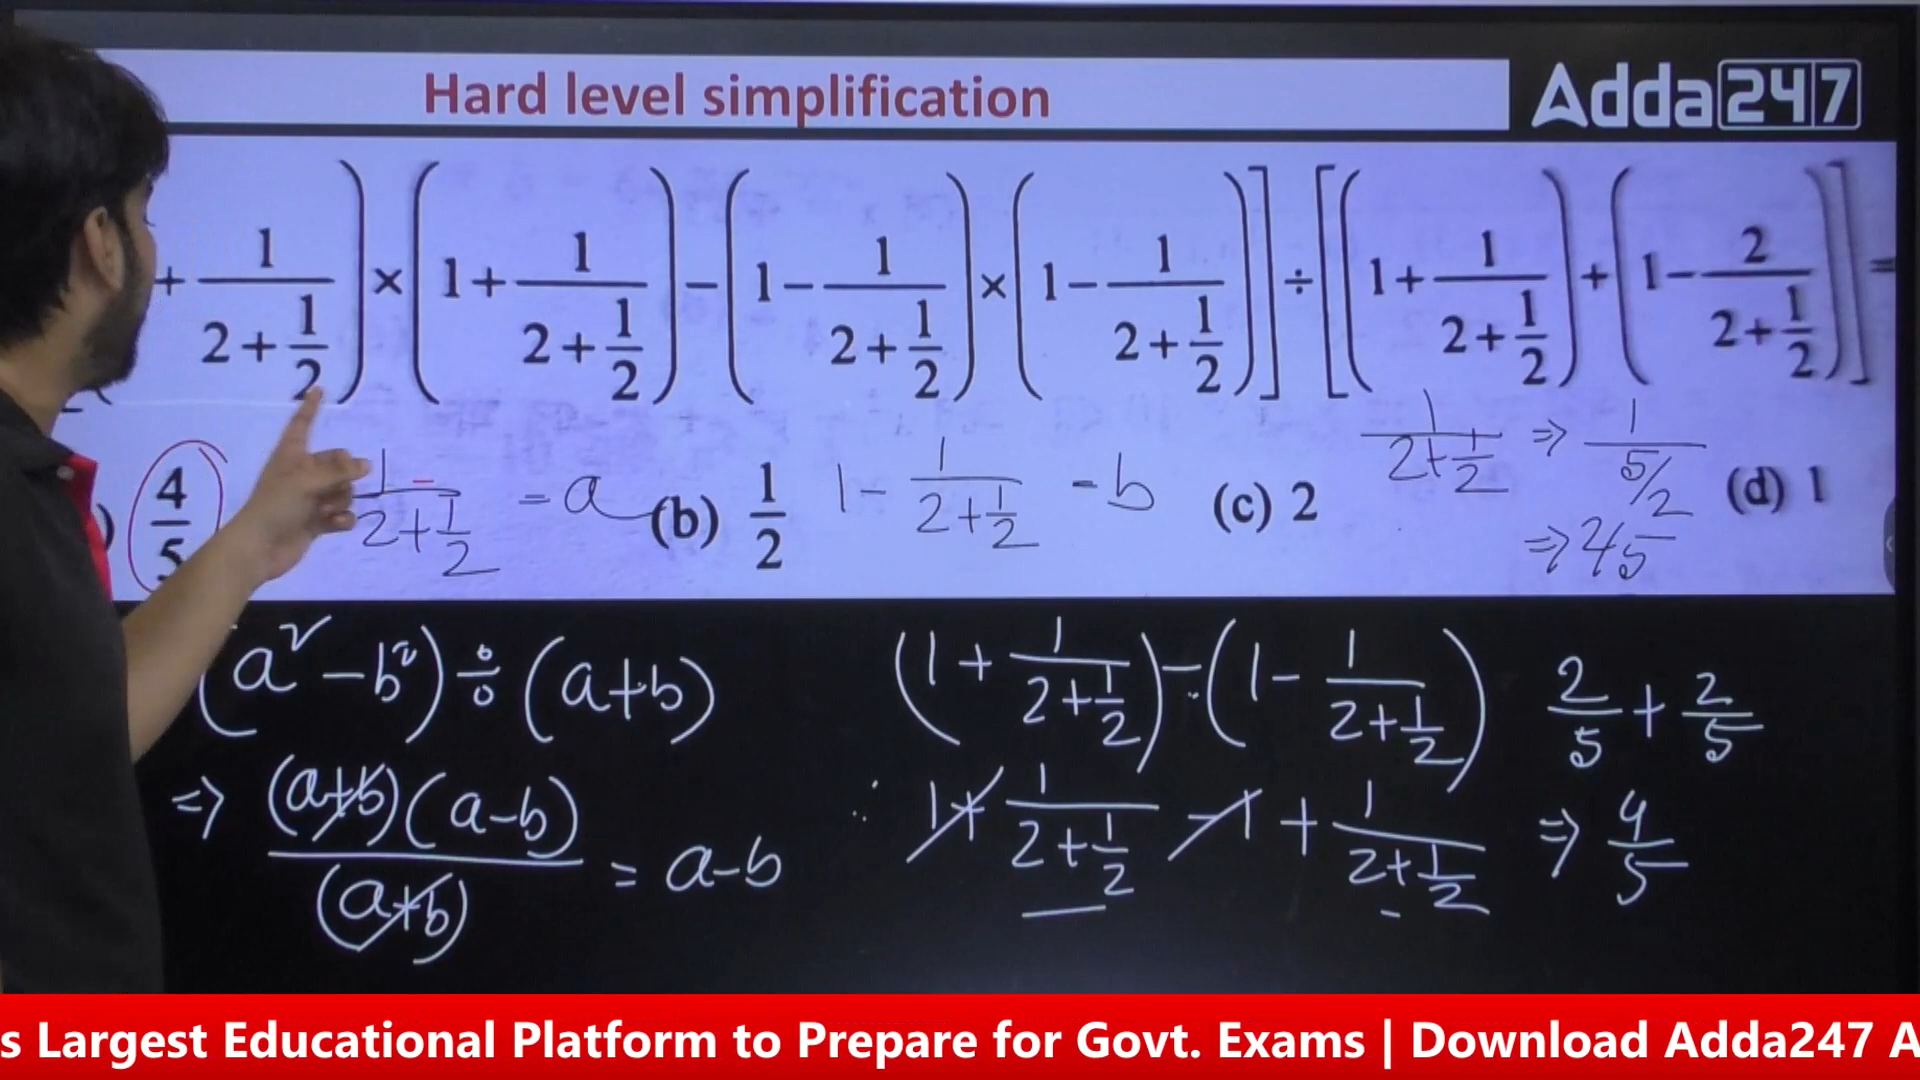 Hard level simplification
Adda247
+ 1/(2+1/2)) × (1+ 1/(2+1/2)) − (1− 1/(2+1/2)) × (1− 1/(2+1/2))] ÷ [(1+ 1/(2+1/2)) + (1− 2/(2+1/2))] =
) 4/5
1/(2+1/2) = a
(b) 1/2
1 − 1/(2+1/2) - b
(c) 2
1/(2+1/2) ⇒ 1/(5/2)
⇒ 2/5
(d) 1
(a² − b²) ÷ (a+b)
⇒ (a+b)(a−b)/(a+b) = a−b
(1 + 1/(2+1/2)) − (1 − 1/(2+1/2))
∴ 1+ 1/(2+1/2) −1 + 1/(2+1/2)
2/5 + 2/5
⇒ 4/5
s Largest Educational Platform to Prepare for Govt. Exams | Download Adda247 A